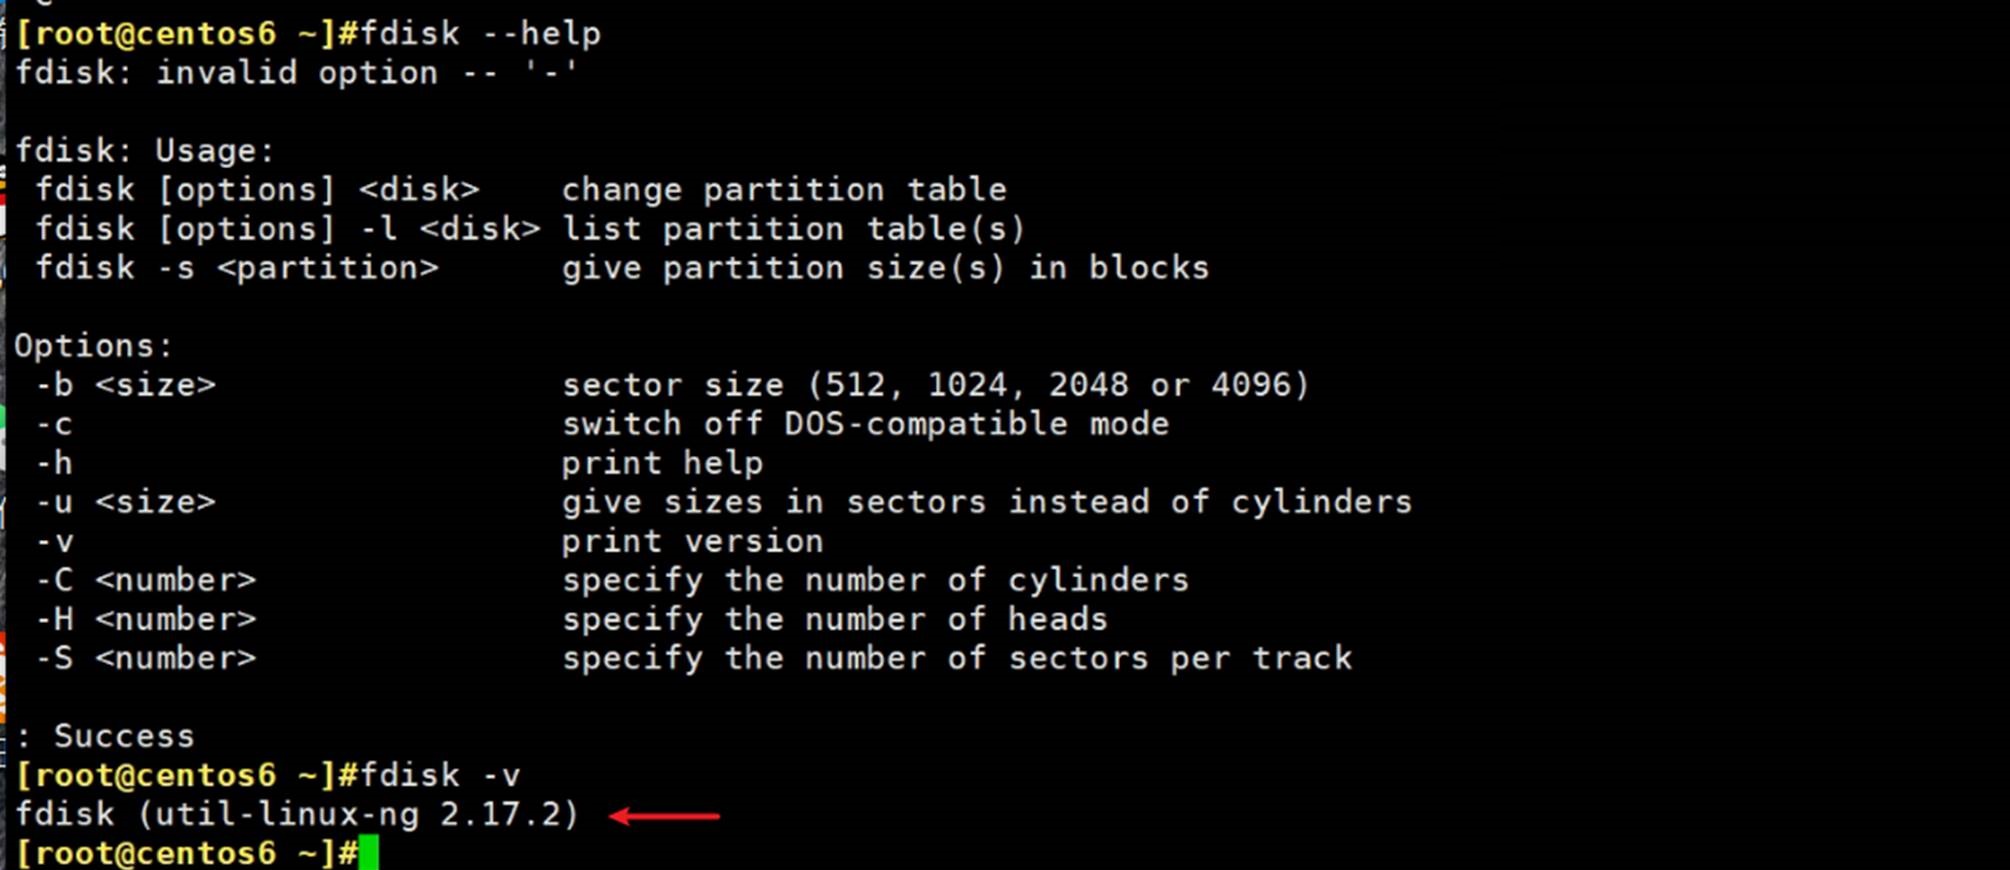 [root@centos6 ~]#fdisk --help
fdisk: invalid option -- '-'
fdisk: Usage:
 fdisk [options] <disk>    change partition table
 fdisk [options] -l <disk> list partition table(s)
 fdisk -s <partition>      give partition size(s) in blocks
Options:
 -b <size>                 sector size (512, 1024, 2048 or 4096)
 -c                        switch off DOS-compatible mode
 -h                        print help
 -u <size>                 give sizes in sectors instead of cylinders
 -v                        print version
 -C <number>               specify the number of cylinders
 -H <number>               specify the number of heads
 -S <number>               specify the number of sectors per track
: Success
[root@centos6 ~]#fdisk -v
fdisk (util-linux-ng 2.17.2)
[root@centos6 ~]#